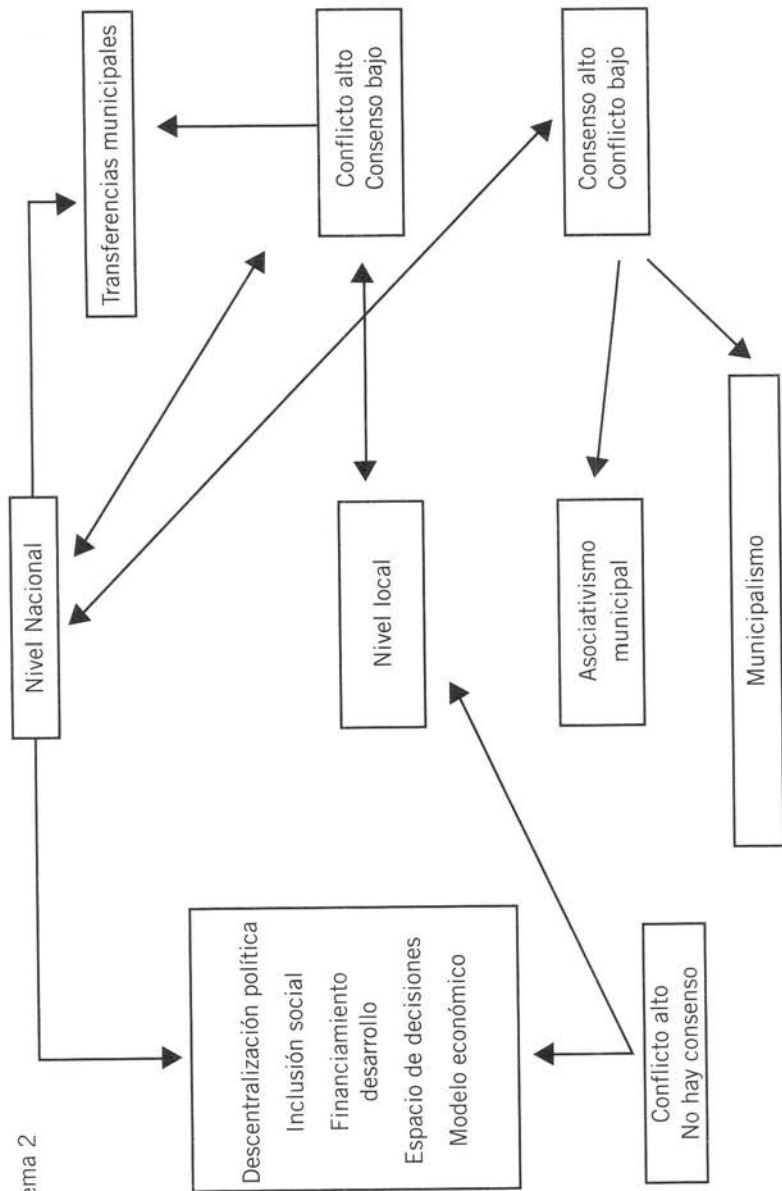 ema 2
Nivel Nacional
Transferencias municipales
Descentralización política
Inclusión social
Financiamiento
desarrollo
Espacio de decisiones
Modelo económico
Nivel local
Conflicto alto
Consenso bajo
Conflicto alto
No hay consenso
Asociativismo
municipal
Consenso alto
Conflicto bajo
Municipalismo